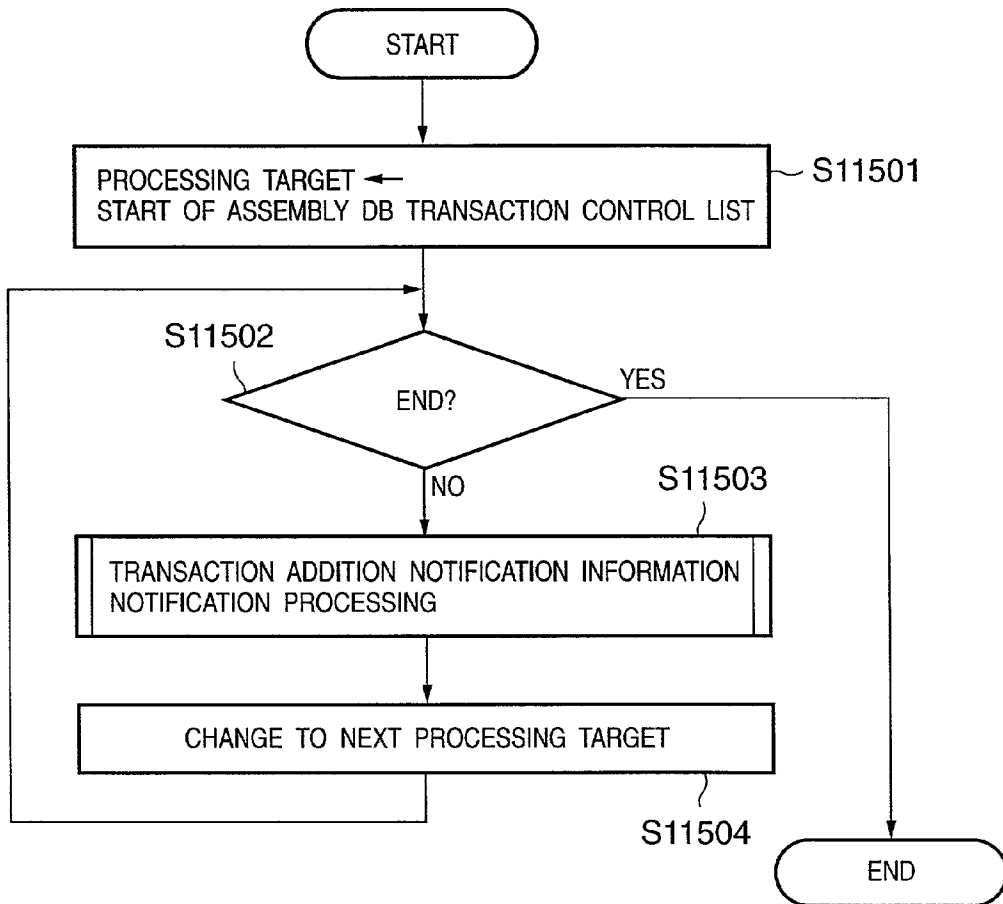 START
PROCESSING TARGET ←
START OF ASSEMBLY DB TRANSACTION CONTROL LIST
S11501
S11502
END?
YES
NO
S11503
TRANSACTION ADDITION NOTIFICATION INFORMATION
NOTIFICATION PROCESSING
CHANGE TO NEXT PROCESSING TARGET
S11504
END